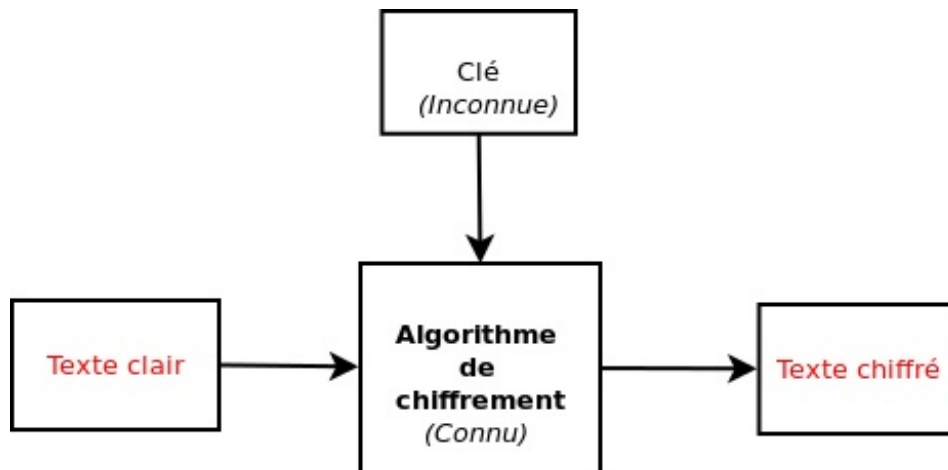 Clé
(Inconnue)
Texte clair
Algorithme
de
chiffrement
(Connu)
Texte chiffré